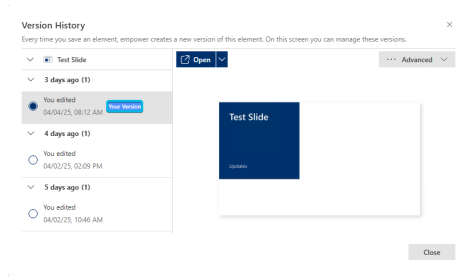 Version History
Every time you save an element, empower creates a new version of this element. On this screen you can manage these versions.
Test Slide
Open
Advanced
3 days ago (1)
You edited
04/04/25, 08:12 AM
Your Version
4 days ago (1)
You edited
04/02/25, 02:09 PM
5 days ago (1)
You edited
04/02/25, 10:46 AM
Test Slide
Updates
Close